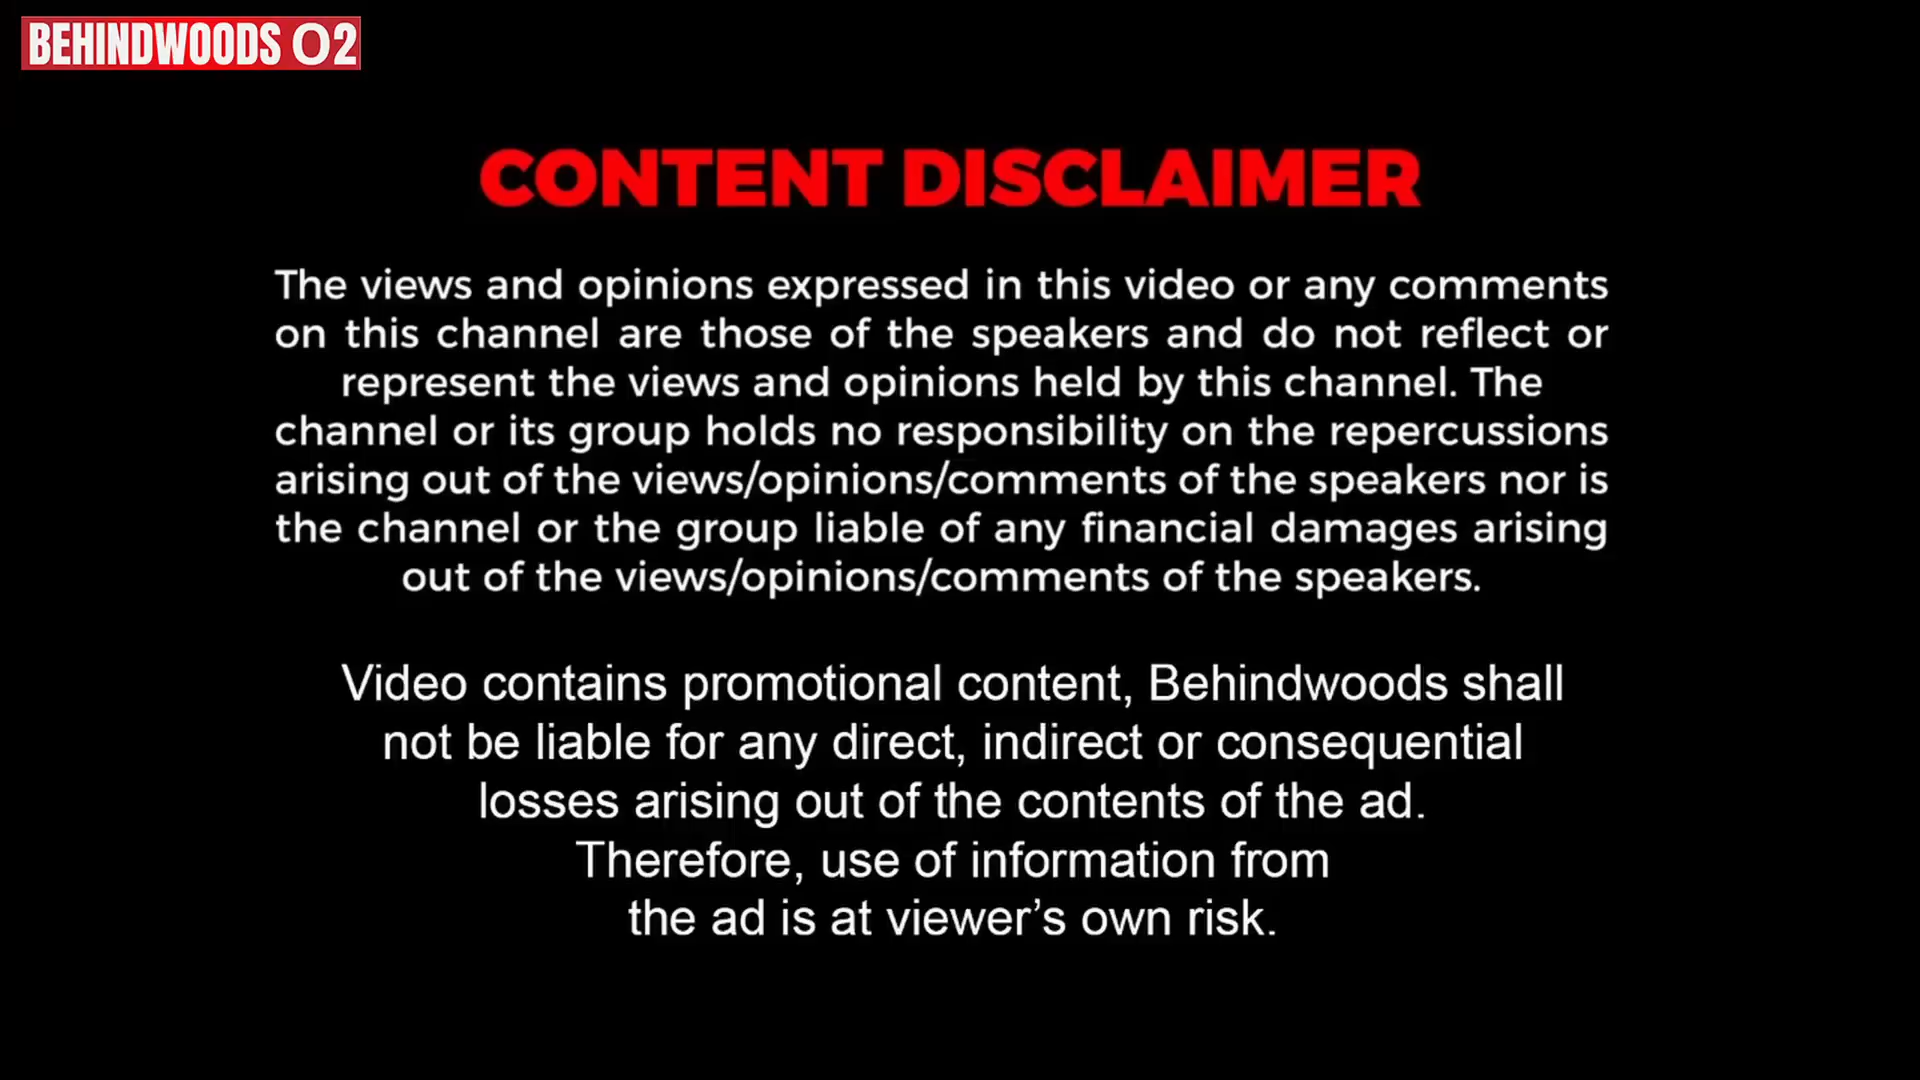 BEHINDWOODS O2
CONTENT DISCLAIMER
The views and opinions expressed in this video or any comments
on this channel are those of the speakers and do not reflect or
represent the views and opinions held by this channel. The
channel or its group holds no responsibility on the repercussions
arising out of the views/opinions/comments of the speakers nor is
the channel or the group liable of any financial damages arising
out of the views/opinions/comments of the speakers.
Video contains promotional content, Behindwoods shall
not be liable for any direct, indirect or consequential
losses arising out of the contents of the ad.
Therefore, use of information from
the ad is at viewer’s own risk.